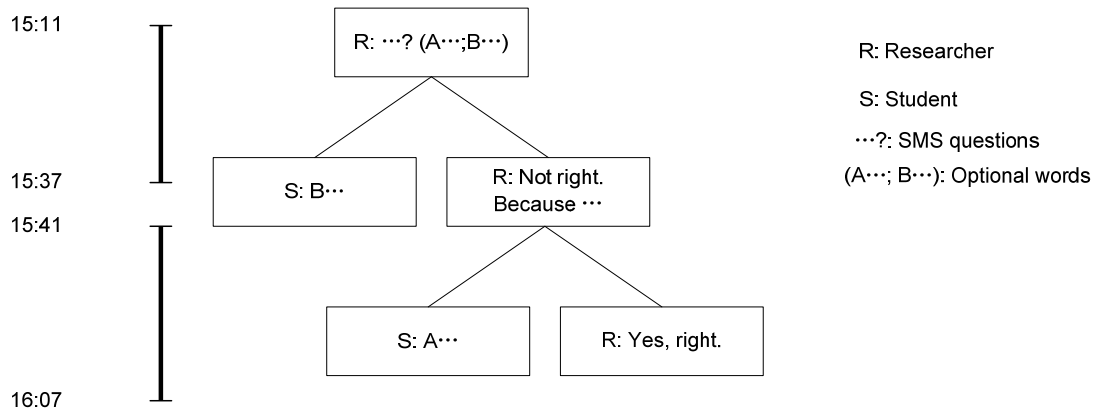 15:11
R: ⋯? (A⋯;B⋯)
R: Researcher
S: Student
⋯?: SMS questions
(A⋯; B⋯): Optional words
15:37
S: B⋯
R: Not right.
Because ⋯
15:41
S: A⋯
R: Yes, right.
16:07